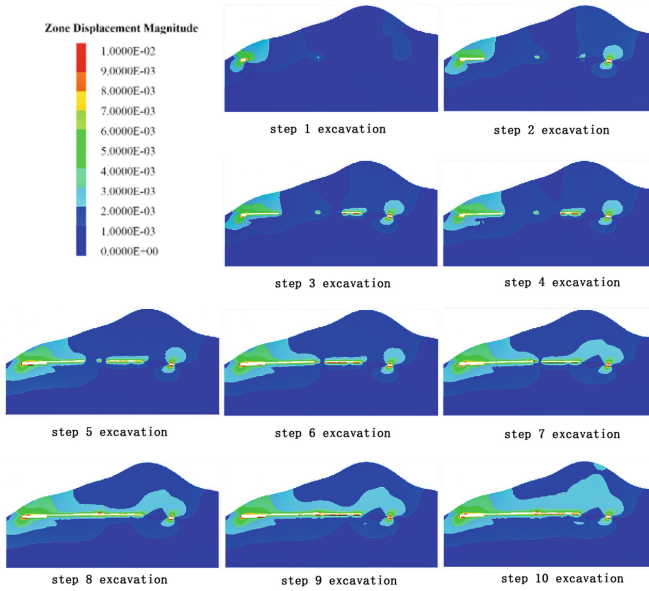 Zone Displacement Magnitude
1.0000E-02
9.0000E-03
8.0000E-03
7.0000E-03
6.0000E-03
5.0000E-03
4.0000E-03
3.0000E-03
2.0000E-03
1.0000E-03
0.0000E+00
step 1 excavation
step 2 excavation
step 3 excavation
step 4 excavation
step 5 excavation
step 6 excavation
step 7 excavation
step 8 excavation
step 9 excavation
step 10 excavation